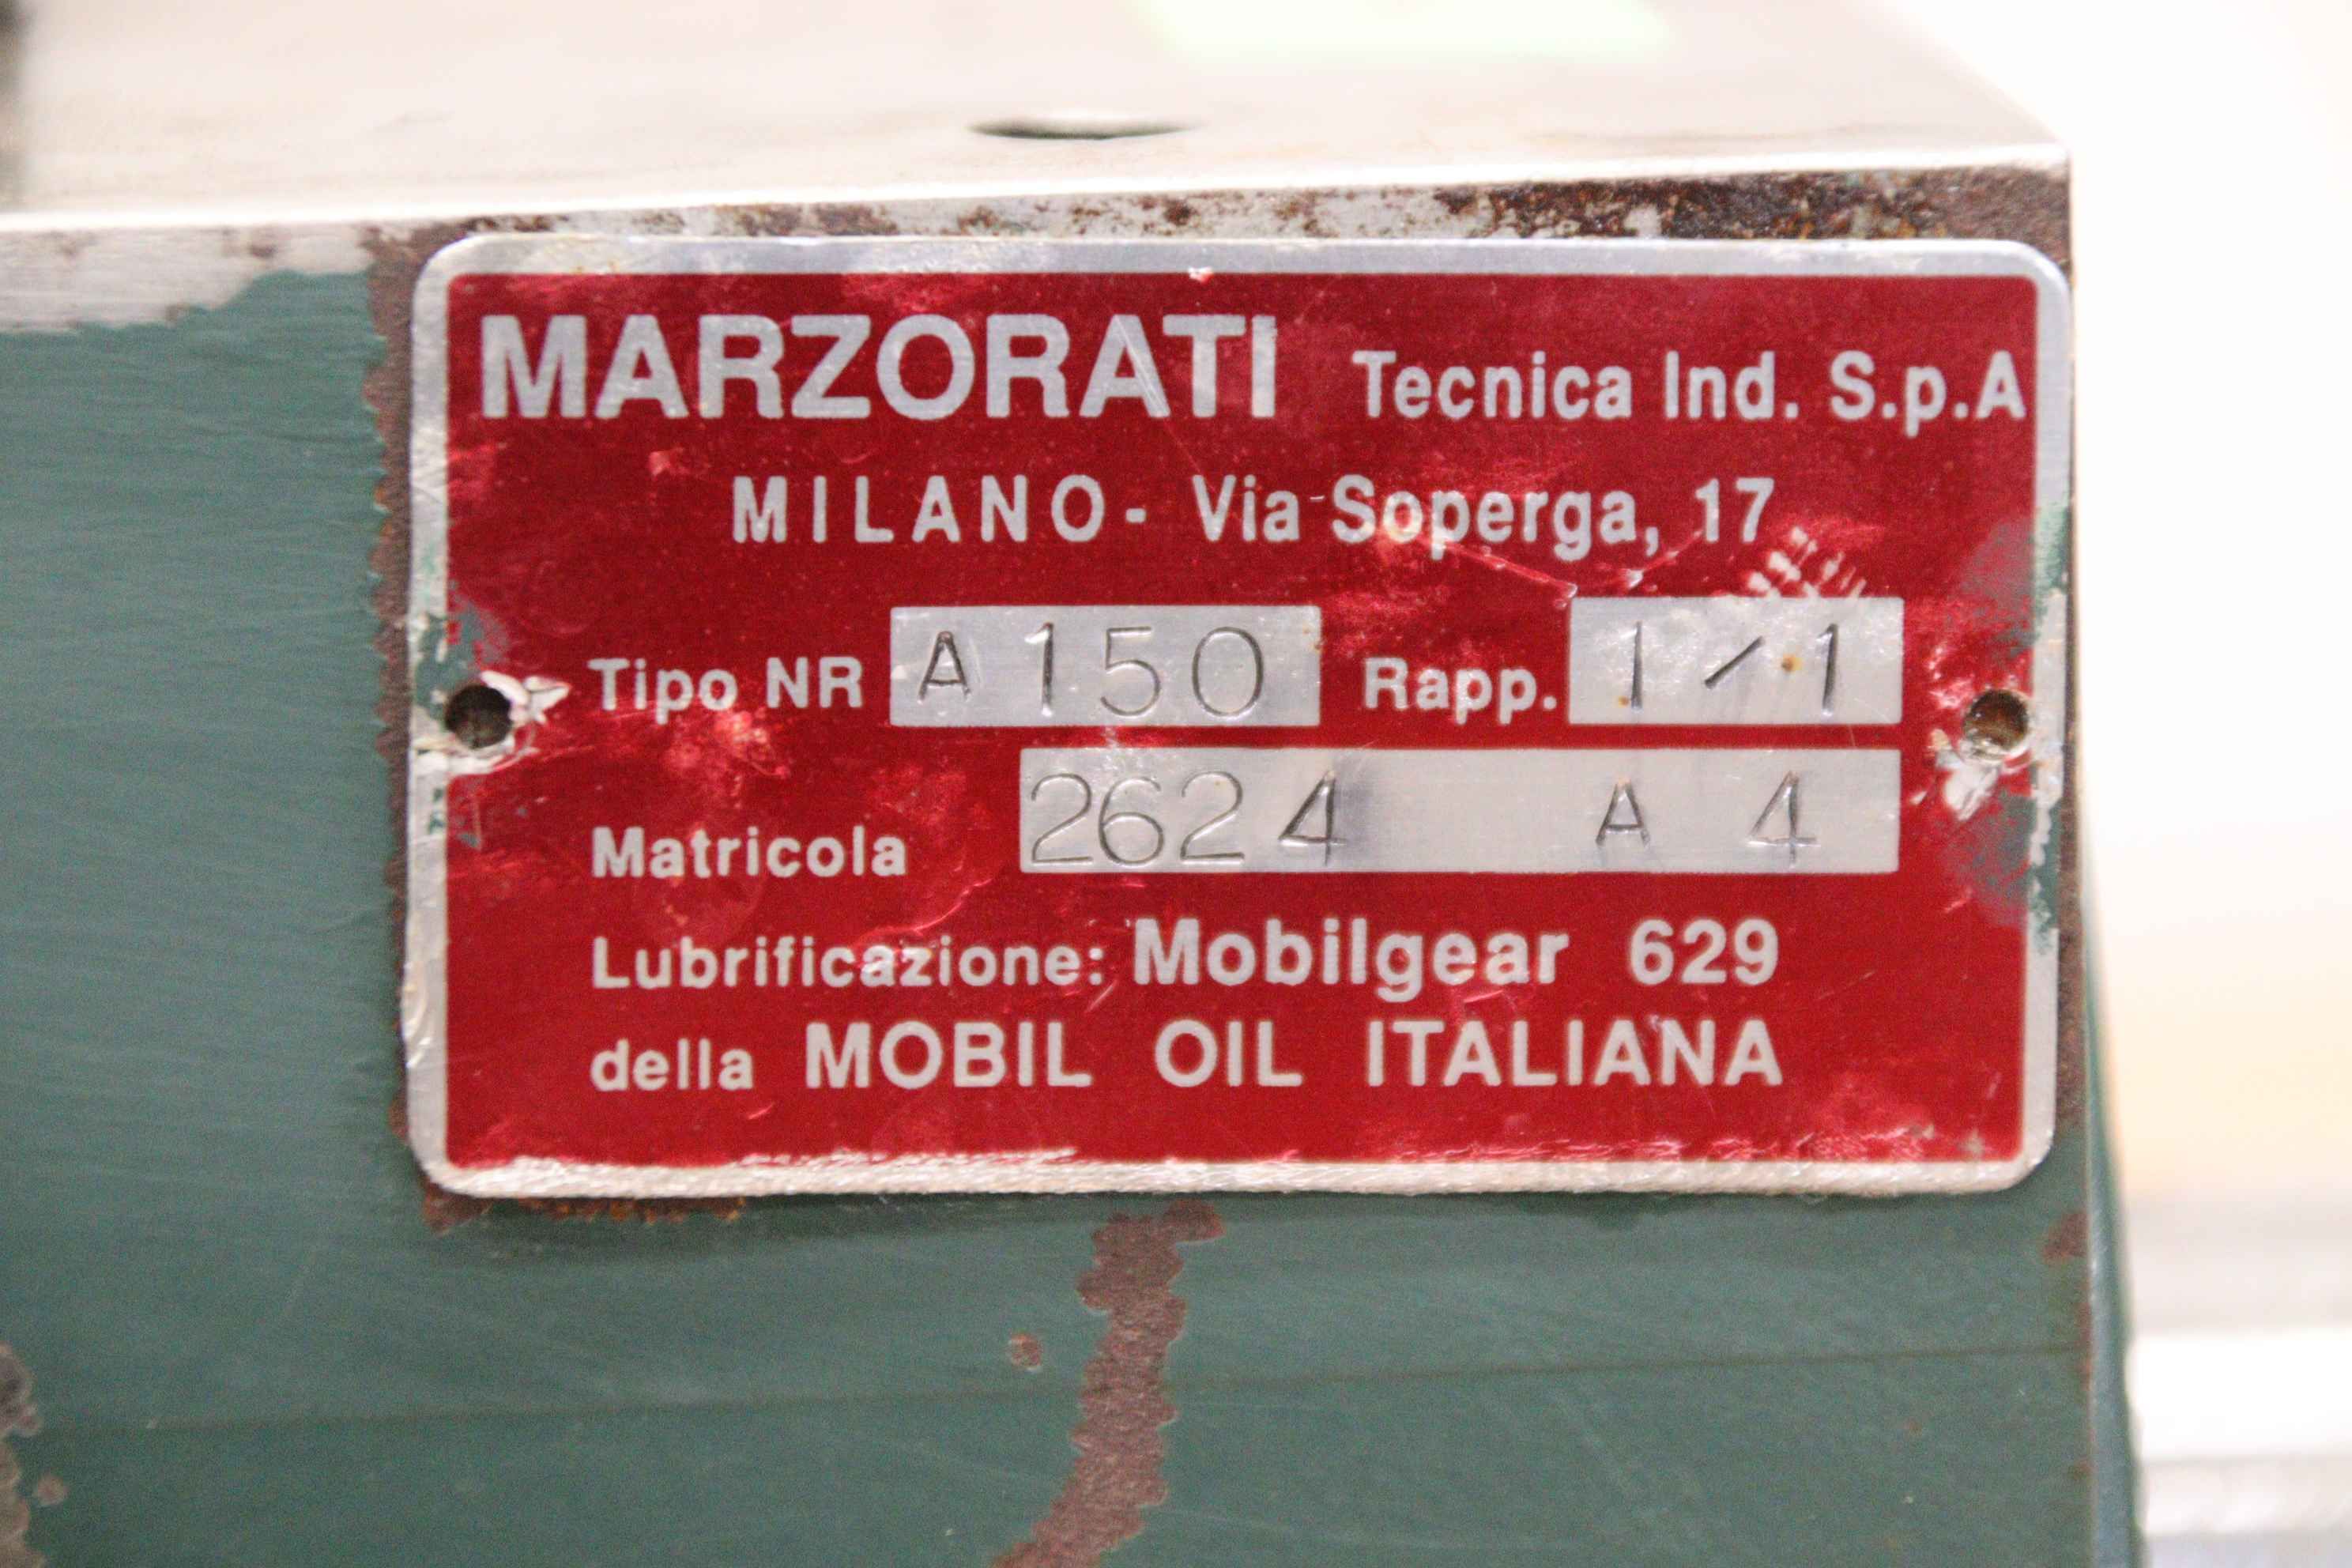 MARZORATI Tecnica Ind. S.p.A
MILANO - Via Soperga, 17
Tipo NR A 150 Rapp. 1/1
Matricola 2624 A 4
Lubrificazione: Mobilgear 629
della MOBIL OIL ITALIANA